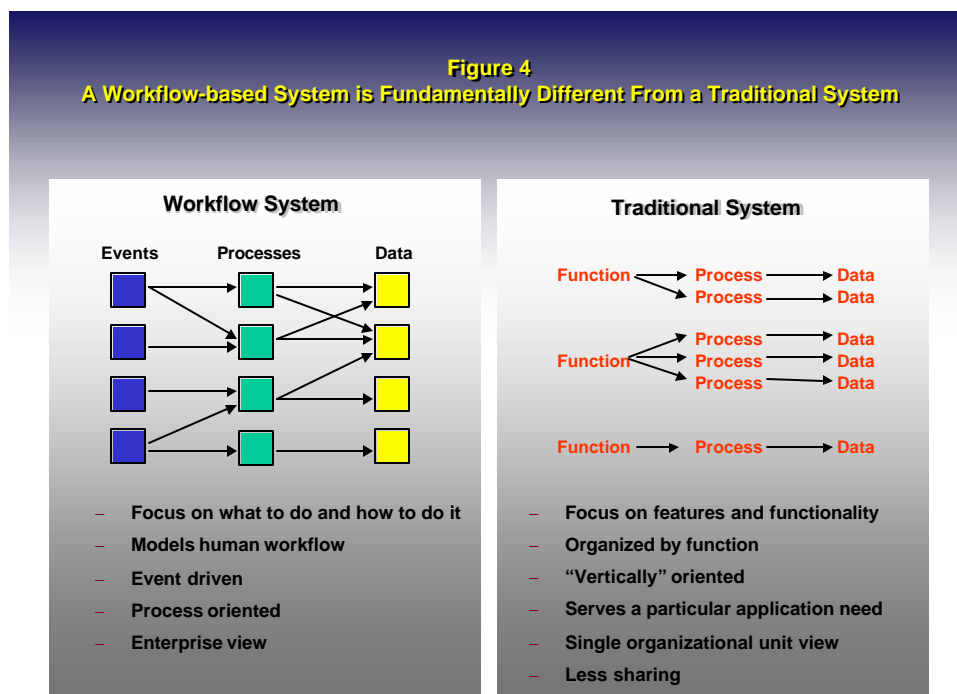 Figure 4
A Workflow-based System is Fundamentally Different From a Traditional System
Workflow System
Events Processes Data
– Focus on what to do and how to do it
– Models human workflow
– Event driven
– Process oriented
– Enterprise view
Traditional System
Function Process Data
Process Data
Process Data
Function Process Data
Process Data
Function Process Data
– Focus on features and functionality
– Organized by function
– “Vertically” oriented
– Serves a particular application need
– Single organizational unit view
– Less sharing